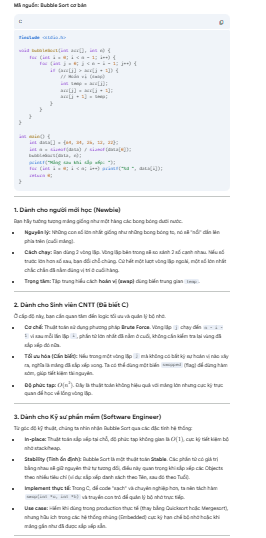 Mã nguồn: Bubble Sort cơ bản
C
#include <stdio.h>
void bubbleSort(int arr[], int n) {
for (int i = 0; i < n - 1; i++) {
for (int j = 0; j < n - i - 1; j++) {
if (arr[j] > arr[j + 1]) {
// Hoán vị (swap)
int temp = arr[j];
arr[j] = arr[j + 1];
arr[j + 1] = temp;
}
}
}
}
int main() {
int data[] = {64, 34, 25, 12, 22};
int n = sizeof(data) / sizeof(data[0]);
bubbleSort(data, n);
printf("Mảng sau khi sắp xếp: ");
for (int i = 0; i < n; i++) printf("%d ", data[i]);
return 0;
}
1. Dành cho người mới học (Newbie)
Bạn hãy tưởng tượng mảng giống như một hàng các bong bóng dưới nước.
Nguyên lý: Những con số lớn nhất giống như những bong bóng to, nó sẽ "nổi" dần lên
phía trên (cuối mảng).
Cách chạy: Bạn dùng 2 vòng lặp. Vòng lặp bên trong sẽ so sánh 2 số cạnh nhau. Nếu số
trước lớn hơn số sau, bạn đổi chỗ chúng. Cứ hết một lượt vòng lặp ngoài, một số lớn nhất
chắc chắn đã nằm đúng vị trí ở cuối hàng.
Trọng tâm: Tập trung hiểu cách hoán vị (swap) dùng biến trung gian temp.
2. Dành cho Sinh viên CNTT (Đã biết C)
Ở cấp độ này, bạn cần quan tâm đến logic tối ưu và quản lý bộ nhớ.
Cơ chế: Thuật toán sử dụng phương pháp Brute Force. Vòng lặp j chạy đến n - i -
1 vì sau mỗi lần lặp i, phần tử lớn nhất đã nằm ở cuối, không cần kiểm tra lại vùng đã
sắp xếp đó nữa.
Tối ưu hóa (Cần biết): Nếu trong một vòng lặp j mà không có bất kỳ sự hoán vị nào xảy
ra, nghĩa là mảng đã sắp xếp xong. Ta có thể dùng một biến swapped (flag) để dừng hàm
sớm, giúp tiết kiệm tài nguyên.
Độ phức tạp: O(n²). Đây là thuật toán không hiệu quả với mảng lớn nhưng cực kỳ trực
quan để học về lồng vòng lặp.
3. Dành cho Kỹ sư phần mềm (Software Engineer)
Từ góc độ kỹ thuật, chúng ta nhìn nhận Bubble Sort qua các đặc tính hệ thống:
In-place: Thuật toán sắp xếp tại chỗ, độ phức tạp không gian là O(1), cực kỳ tiết kiệm bộ
nhớ stack/heap.
Stability (Tính ổn định): Bubble Sort là một thuật toán Stable. Các phần tử có giá trị
bằng nhau sẽ giữ nguyên thứ tự tương đối, điều này quan trọng khi sắp xếp các Objects
theo nhiều tiêu chí (ví dụ sắp xếp danh sách theo Tên, sau đó theo Tuổi).
Implement thực tế: Trong C, để code "sạch" và chuyên nghiệp hơn, ta nên tách hàm
swap(int *a, int *b) và truyền con trỏ để quản lý bộ nhớ trực tiếp.
Use case: Hiếm khi dùng trong production thực tế (thay bằng Quicksort hoặc Mergesort),
nhưng hữu ích trong các hệ thống nhúng (Embedded) cực kỳ hạn chế bộ nhớ hoặc khi
mảng gần như đã được sắp xếp sẵn.